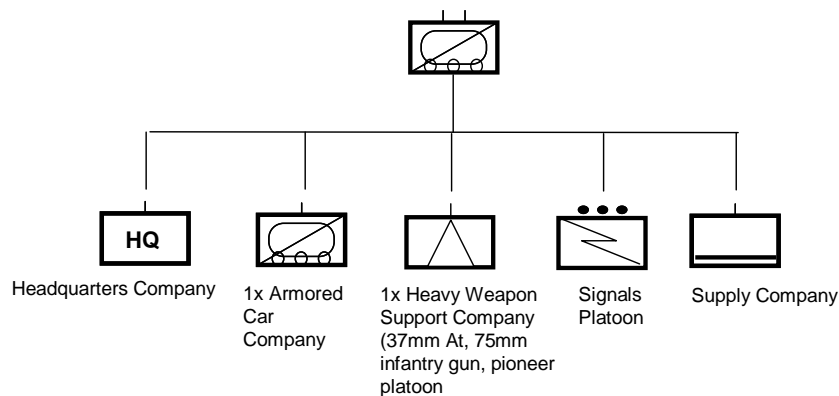 HQ
Headquarters Company
1x Armored
Car
Company
1x Heavy Weapon
Support Company
(37mm At, 75mm
infantry gun, pioneer
platoon
Signals
Platoon
Supply Company